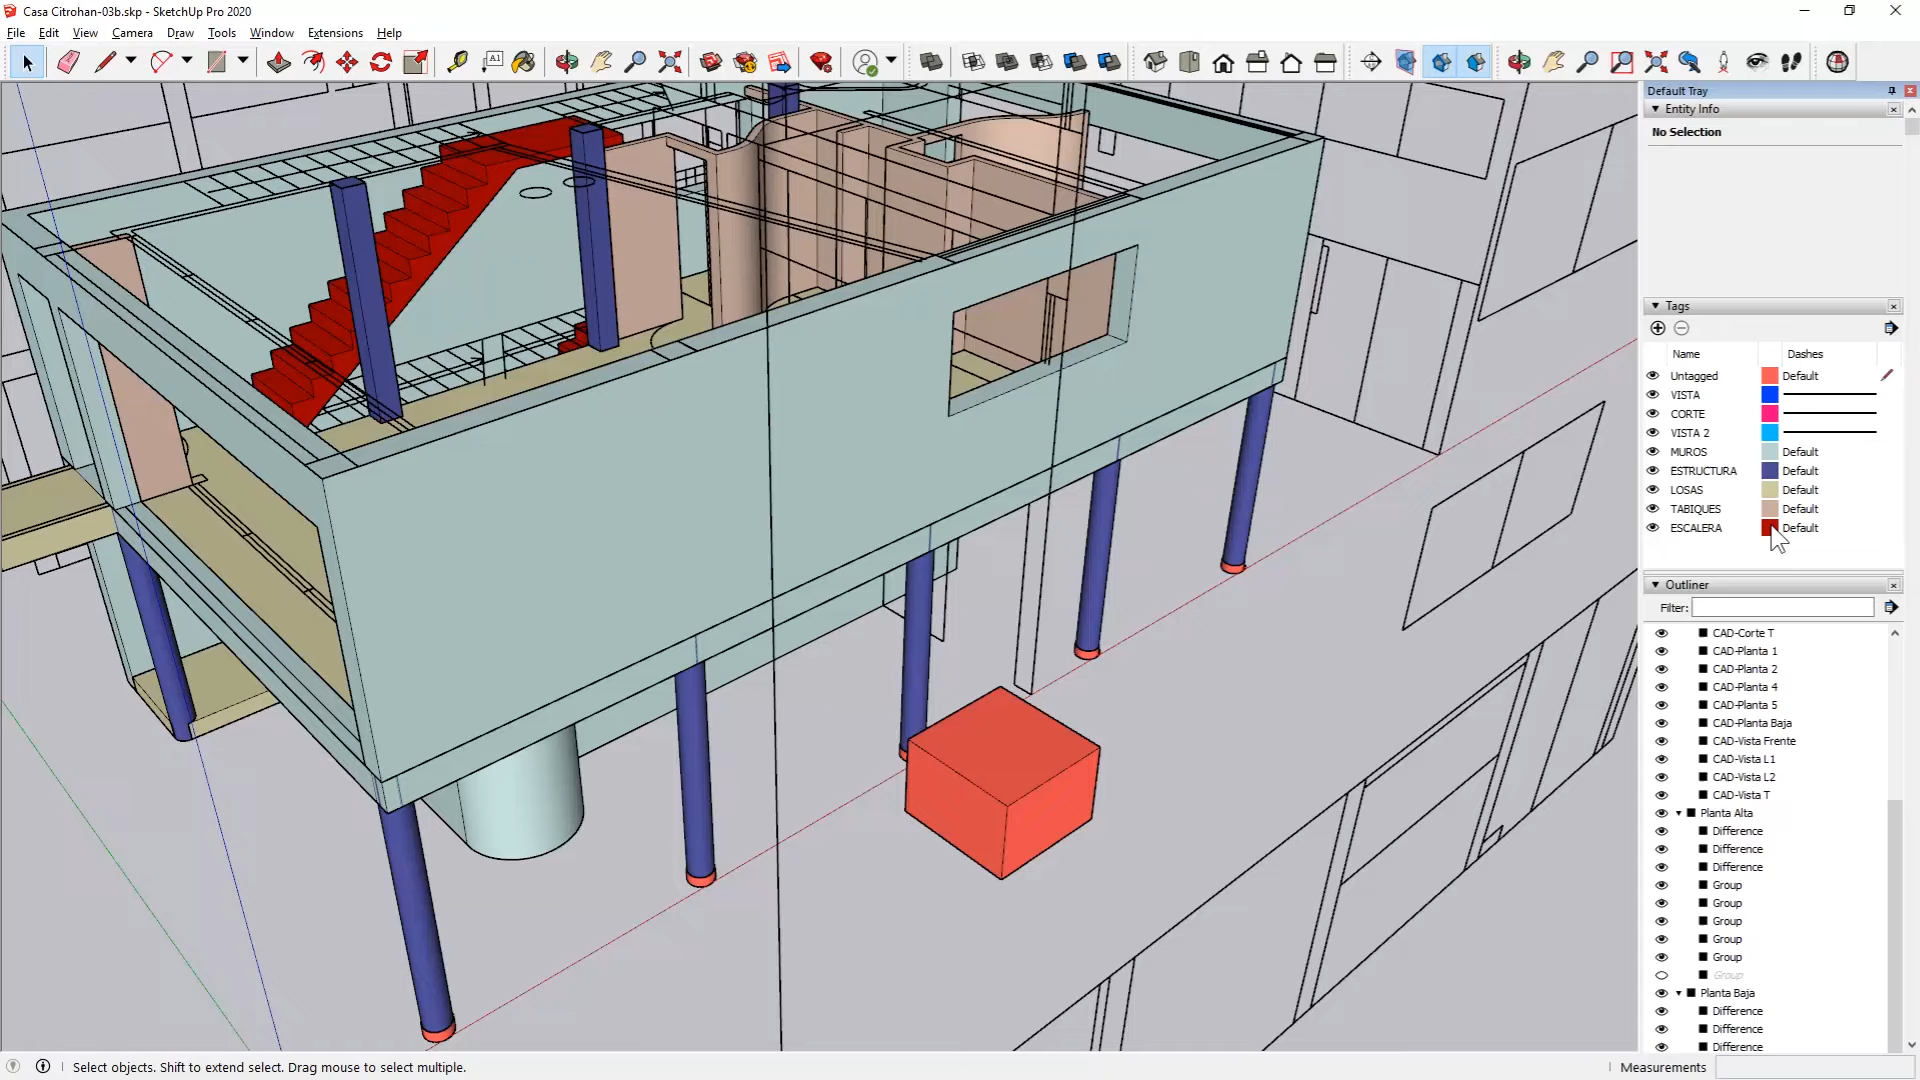 Casa Citrohan-03b.skp - SketchUp Pro 2020
File Edit View Camera Draw Tools Window Extensions Help
A1
Default Tray
Entity Info
No Selection
Tags
Name Dashes
Untagged Default
VISTA
CORTE
VISTA 2
MUROS Default
ESTRUCTURA Default
LOSAS Default
TABIQUES Default
ESCALERA Default
Outliner
Filter:
CAD-Corte T
CAD-Planta 1
CAD-Planta 2
CAD-Planta 4
CAD-Planta 5
CAD-Planta Baja
CAD-Vista Frente
CAD-Vista L1
CAD-Vista L2
CAD-Vista T
Planta Alta
Difference
Difference
Difference
Group
Group
Group
Group
Group
Group
Planta Baja
Difference
Difference
Difference
Select objects. Shift to extend select. Drag mouse to select multiple.
Measurements